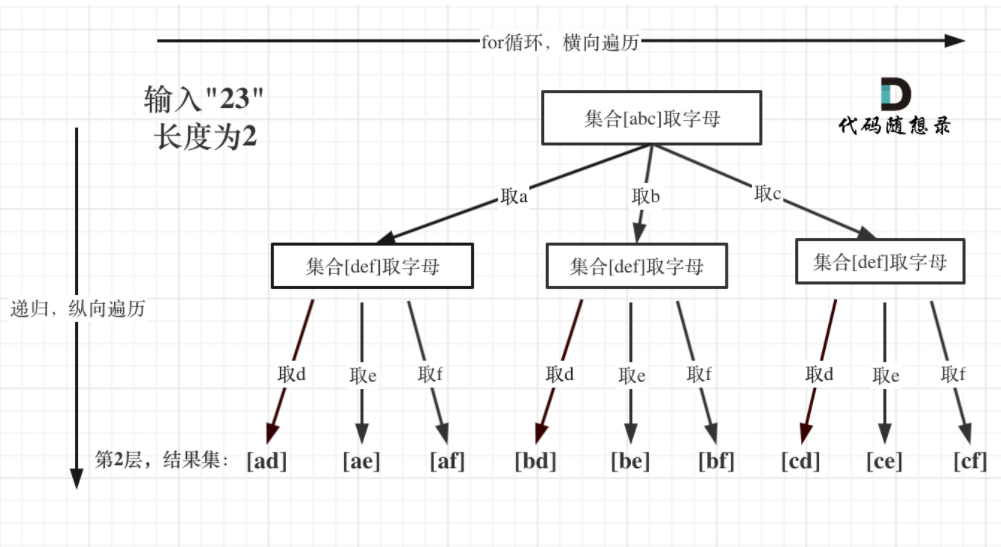 for循环，横向遍历
输入"23"
长度为2
集合[abc]取字母
代码随想录
取a
取b
取c
集合[def]取字母
集合[def]取字母
集合[def]取字母
递归，纵向遍历
取d
取e
取f
取d
取e
取f
取d
取e
取f
第2层，结果集：
[ad]
[ae]
[af]
[bd]
[be]
[bf]
[cd]
[ce]
[cf]